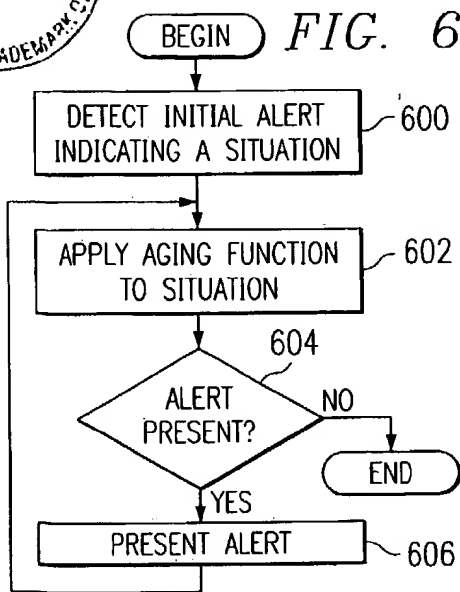 TRADEMARK
BEGIN
FIG. 6
DETECT INITIAL ALERT
INDICATING A SITUATION
600
APPLY AGING FUNCTION
TO SITUATION
602
604
ALERT
PRESENT?
NO
END
YES
PRESENT ALERT
606